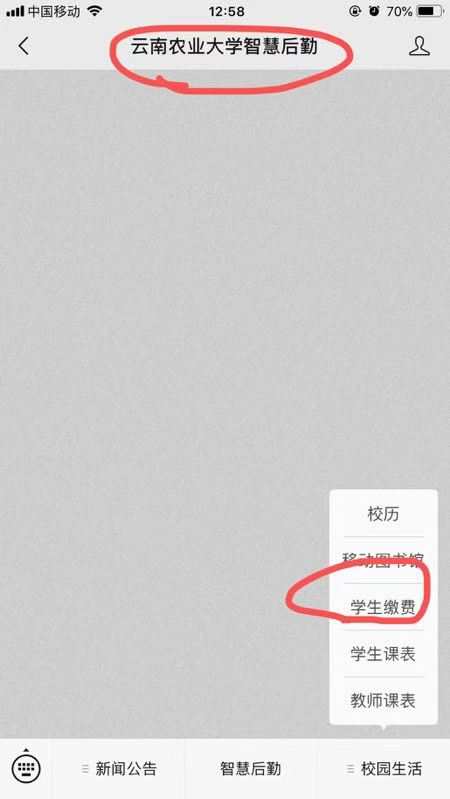 中国移动
12:58
70%
云南农业大学智慧后勤
校历
移动图书馆
学生缴费
学生课表
教师课表
新闻公告
智慧后勤
校园生活